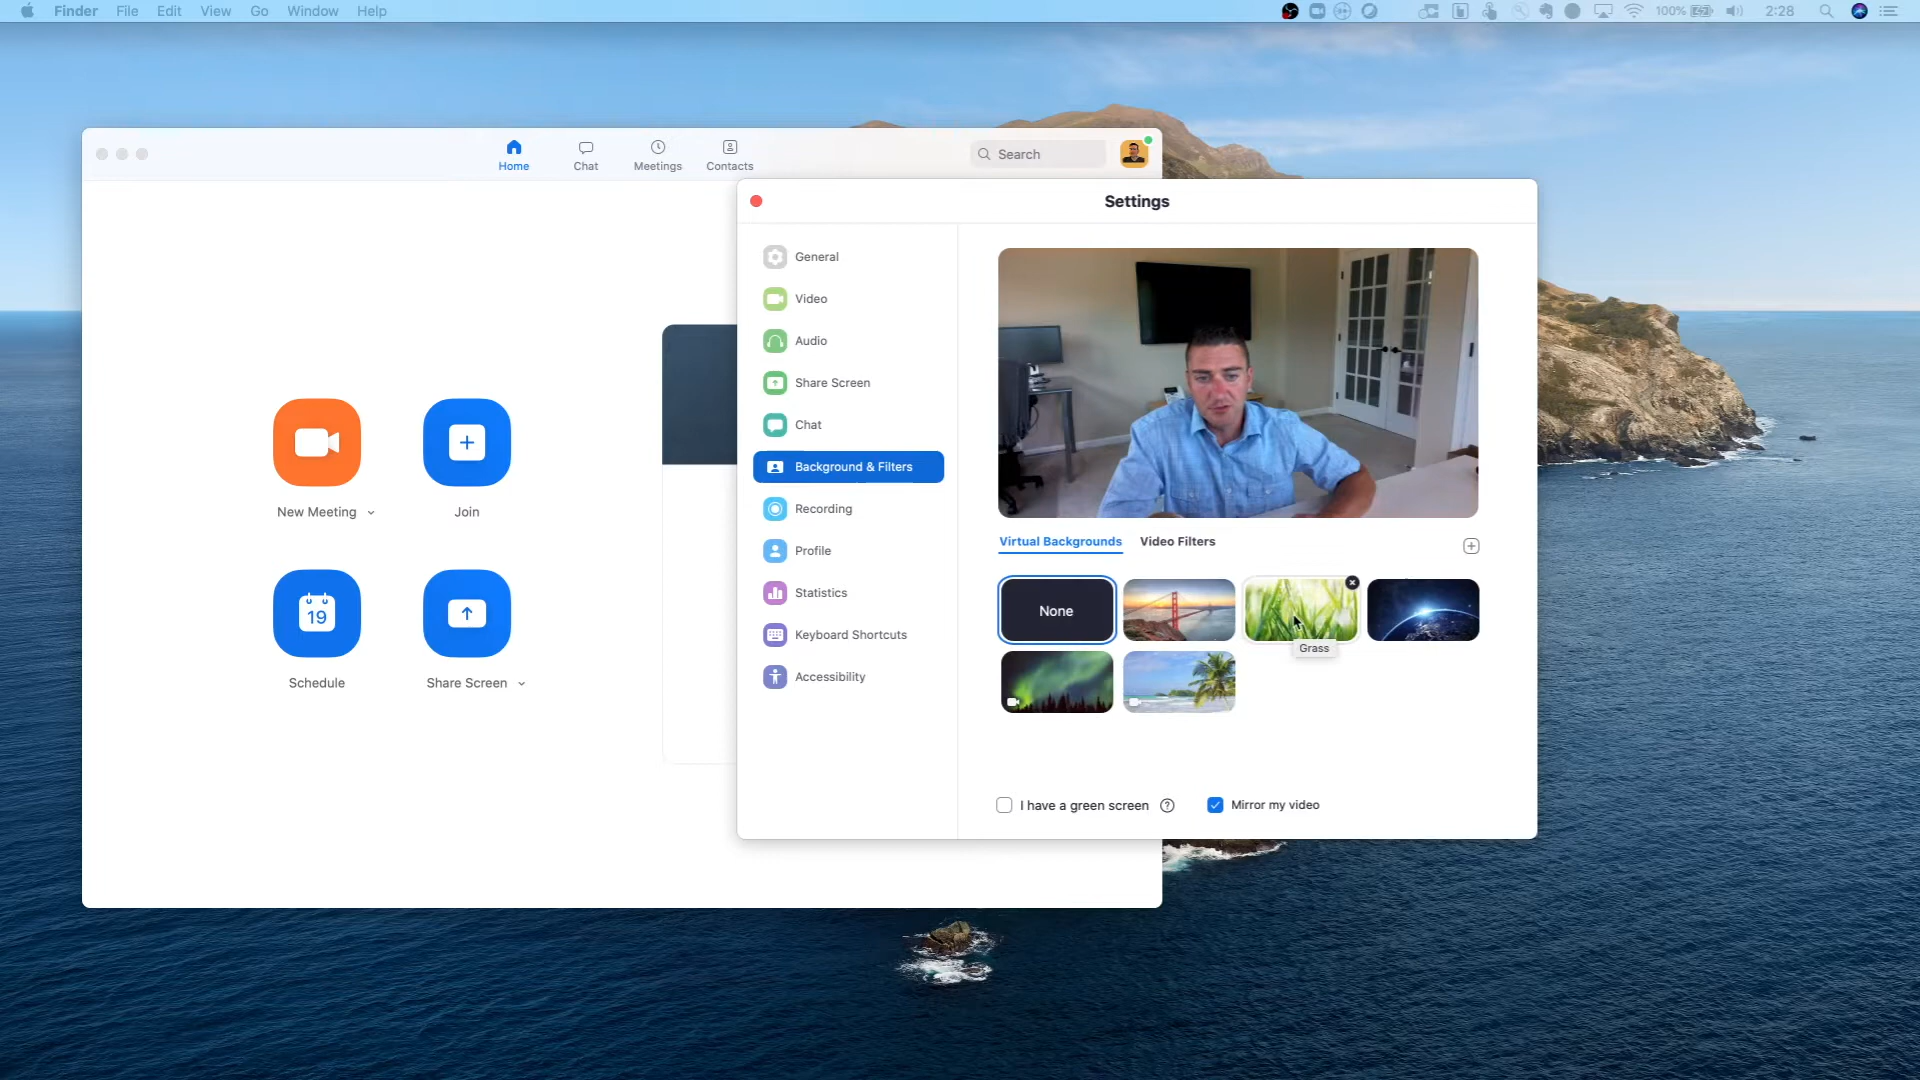 Finder File Edit View Go Window Help
100% 2:28
Home Chat Meetings Contacts
Search
Settings
General
Video
Audio
Share Screen
Chat
Background & Filters
Recording
Profile
Statistics
Keyboard Shortcuts
Accessibility
New Meeting Join
19
Schedule Share Screen
Virtual Backgrounds Video Filters
None
Grass
I have a green screen ? Mirror my video